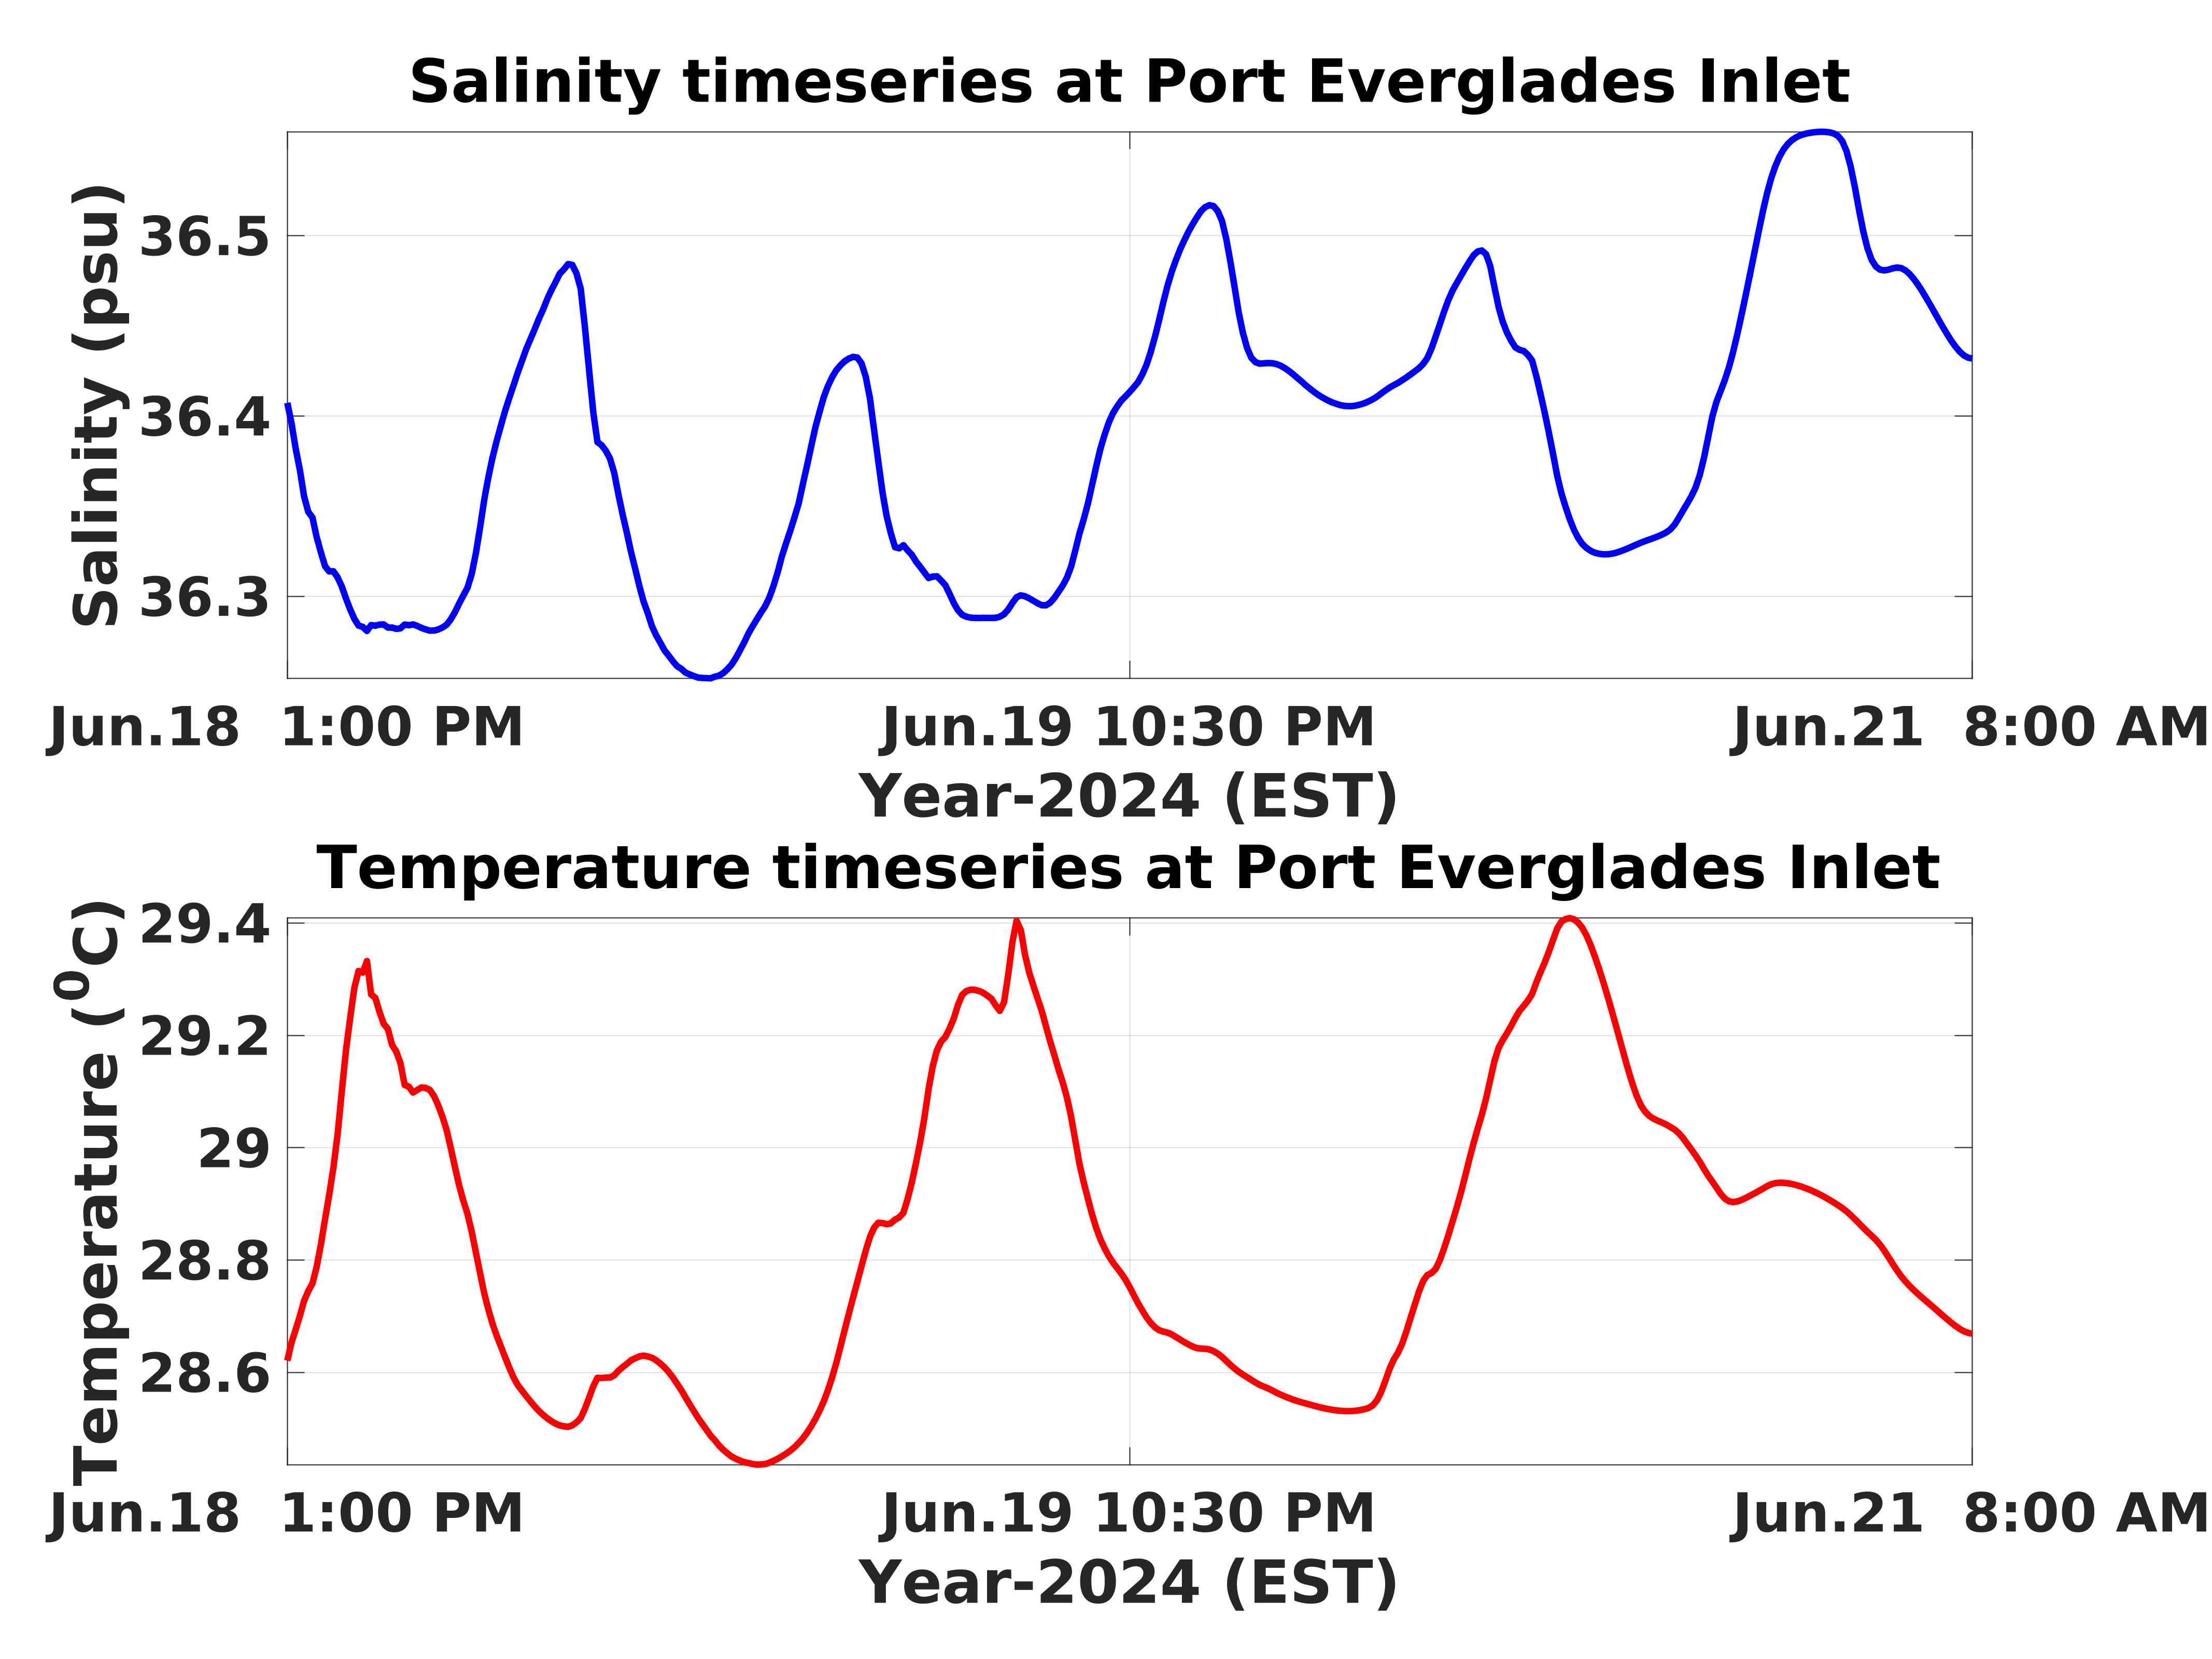 Salinity timeseries at Port Everglades Inlet
Salinity (psu)
36.5
36.4
36.3
Jun.18 1:00 PM Jun.19 10:30 PM Jun.21 8:00 AM
Year-2024 (EST)
Temperature timeseries at Port Everglades Inlet
Temperature (⁰C)
29.4
29.2
29
28.8
28.6
Jun.18 1:00 PM Jun.19 10:30 PM Jun.21 8:00 AM
Year-2024 (EST)